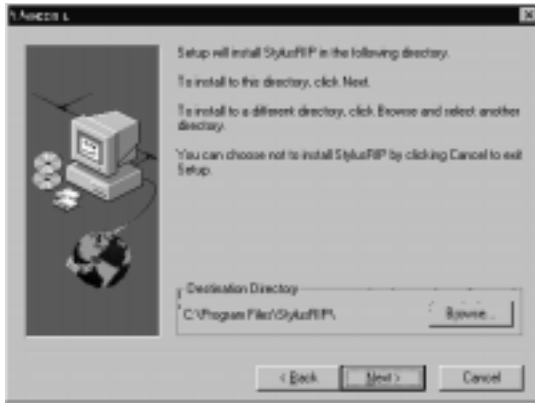 Setup will install StylusRIP in the following directory.
To install to this directory, click Next.
To install to a different directory, click Browse and select another
directory.
You can choose not to install StylusRIP by clicking Cancel to exit
Setup.
Destination Directory
C:\Program Files\StylusRIP\
Browse...
< Back
Next >
Cancel